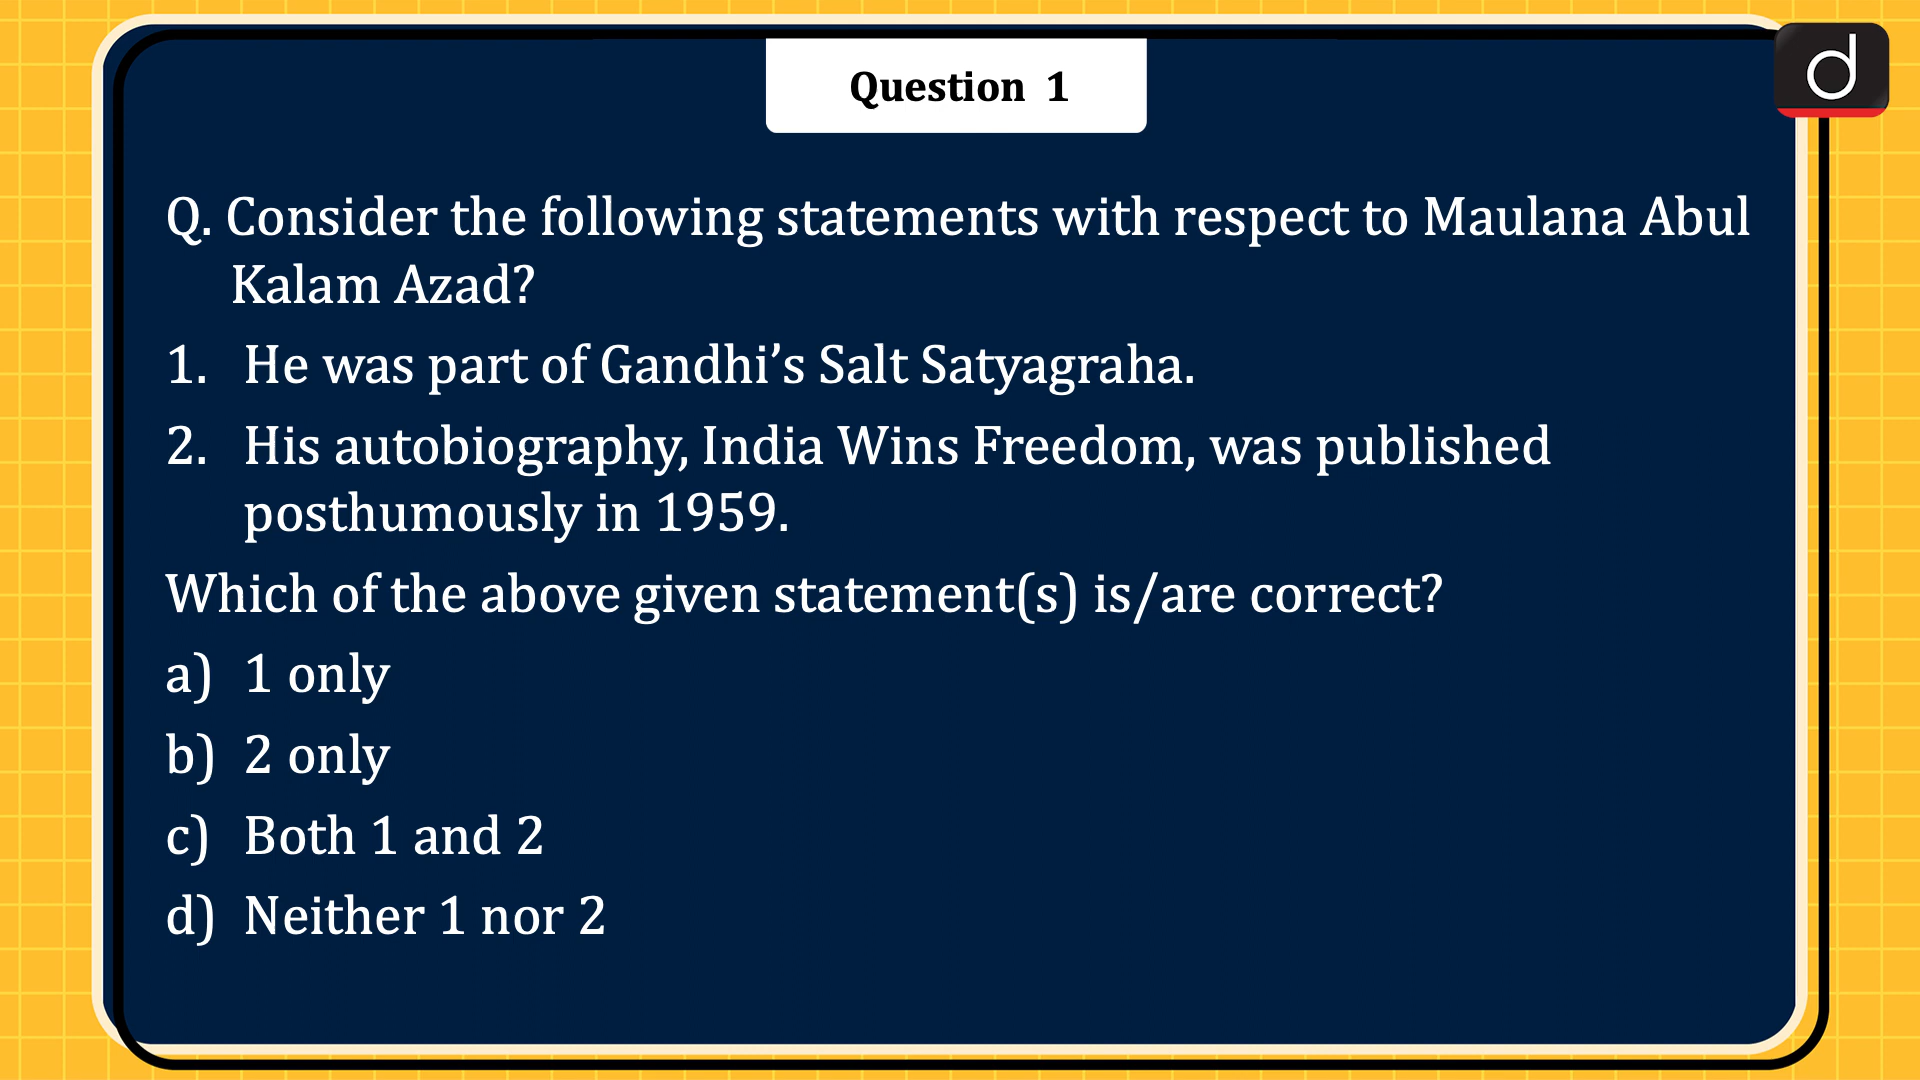 Question 1
d
Q. Consider the following statements with respect to Maulana Abul
Kalam Azad?
1. He was part of Gandhi’s Salt Satyagraha.
2. His autobiography, India Wins Freedom, was published
posthumously in 1959.
Which of the above given statement(s) is/are correct?
a) 1 only
b) 2 only
c) Both 1 and 2
d) Neither 1 nor 2